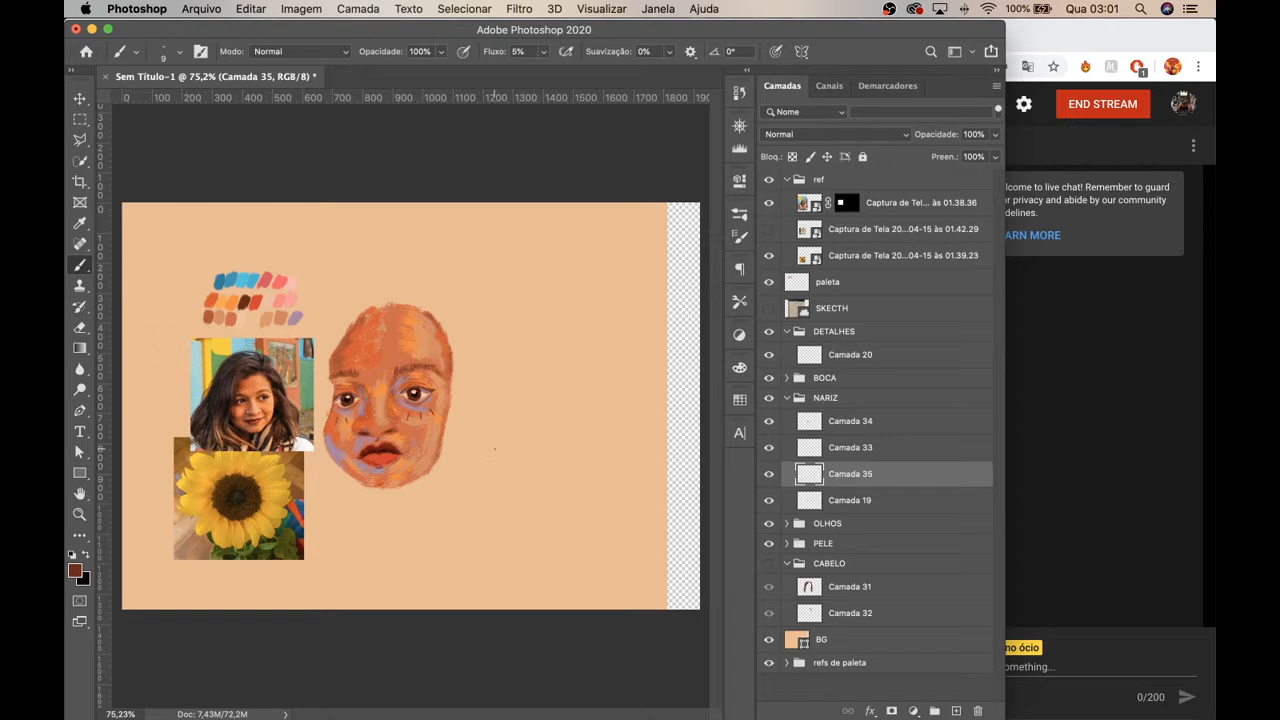 Photoshop Arquivo Editar Imagem Camada Texto Selecionar Filtro 3D Visualizar Janela Ajuda 100% Qua 03:01
Adobe Photoshop 2020
9 Modo: Normal Opacidade: 100% Fluxo: 5% Suavização: 0% 0°
Sem Título-1 @ 75,2% (Camada 35, RGB/8) *
0 100 200 300 400 500 600 700 800 900 1000 1100 1200 1300 1400 1500 1600 1700 1800 190
Camadas Canais Demarcadores
Nome
Normal Opacidade: 100%
Bloq.: Preen.: 100%
ref
Captura de Tel... às 01.38.36
Captura de Tela 20...04-15 às 01.42.29
Captura de Tela 20...04-15 às 01.39.23
paleta
SKECTH
DETALHES
Camada 20
BOCA
NARIZ
Camada 34
Camada 33
Camada 35
Camada 19
OLHOS
PELE
CABELO
Camada 31
Camada 32
BG
refs de paleta
fx
75,23% Doc: 7,43M/72,2M
END STREAM
lcome to live chat! Remember to guard
ur privacy and abide by our community
idelines.
ARN MORE
no ócio
omething...
0/200